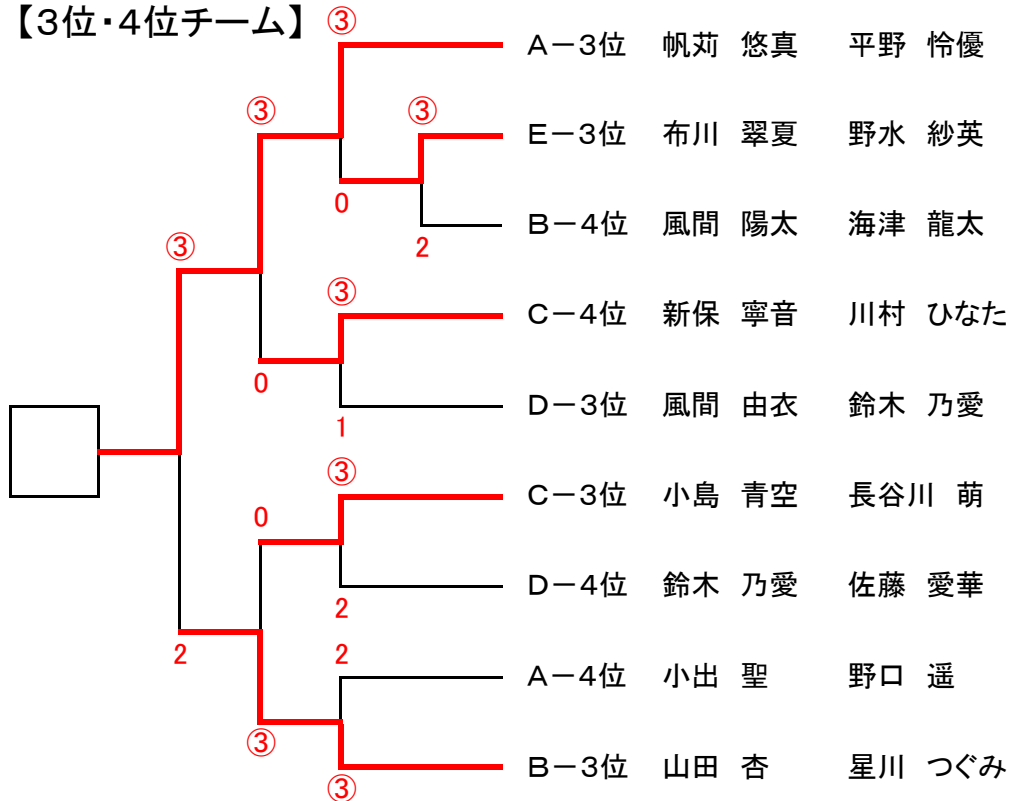 【3位・4位チーム】
③
A－3位 帆苅 悠真 平野 怜優
③ ③
E－3位 布川 翠夏 野水 紗英
0
B－4位 風間 陽太 海津 龍太
③ 2
③
C－4位 新保 寧音 川村 ひなた
0
D－3位 風間 由衣 鈴木 乃愛
1
③
C－3位 小島 青空 長谷川 萌
0
D－4位 鈴木 乃愛 佐藤 愛華
2
2 2
A－4位 小出 聖 野口 遥
③
B－3位 山田 杏 星川 つぐみ
③